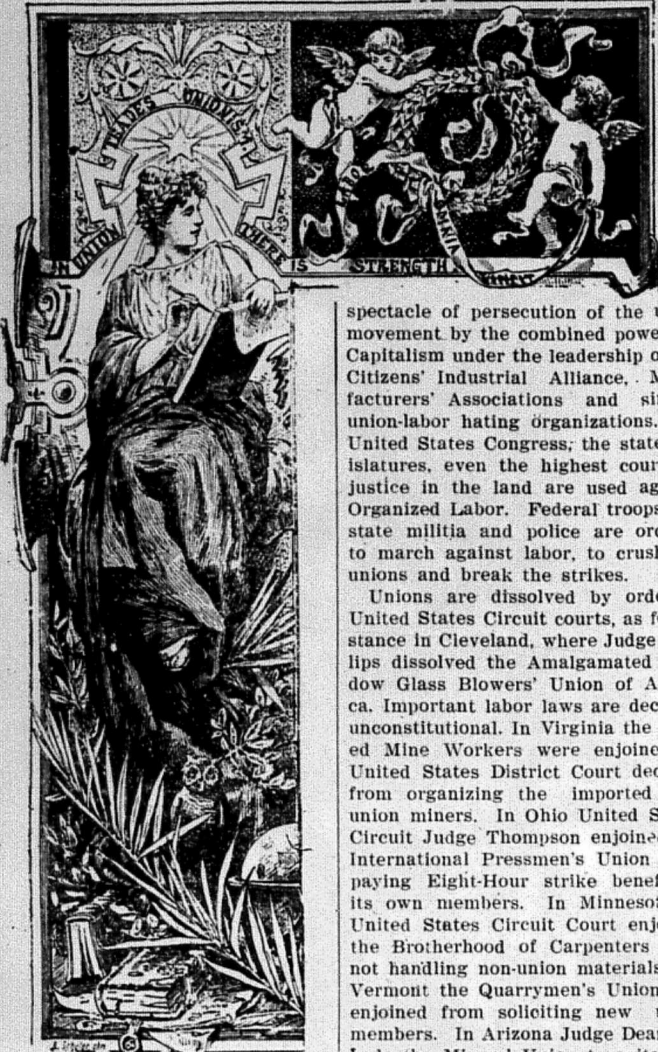 TRADES UNIONISM
IN UNION THERE IS STRENGTH
LABOR
OMNIA
VINCIT
spectacle of persecution of the
movement by the combined powe
Capitalism under the leadership o
Citizens' Industrial Alliance, M
facturers' Associations and si
union-labor hating organizations.
United States Congress, the state
islatures, even the highest cour
justice in the land are used ag
Organized Labor. Federal troops
state militia and police are ord
to march against labor, to crush
unions and break the strikes.
Unions are dissolved by orde
United States Circuit courts, as fo
stance in Cleveland, where Judge
lips dissolved the Amalgamated
dow Glass Blowers' Union of A
ca. Important labor laws are dec
unconstitutional. In Virginia the
ed Mine Workers were enjoine
United States District Court dec
from organizing the imported
union miners. In Ohio United S
Circuit Judge Thompson enjoine
International Pressmen's Union
paying Eight-Hour strike benef
its own members. In Minneso
United States Circuit Court enj
the Brotherhood of Carpenters
not handling non-union materials
Vermont the Quarrymen's Union
enjoined from soliciting new
members. In Arizona Judge Dea